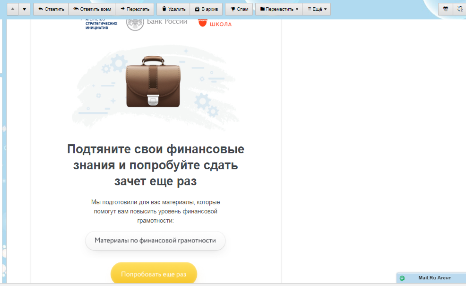 Ответить Ответить всем Переслать Удалить В архив Спам Переместить Ещё
СТРАТЕГИЧЕСКИХ
ИНИЦИАТИВ
Банк России
ШКОЛА
Подтяните свои финансовые
знания и попробуйте сдать
зачет еще раз
Мы подготовили для вас материалы, которые
помогут вам повысить уровень финансовой
грамотности:
Материалы по финансовой грамотности
Попробовать еще раз
Mail.Ru Агент